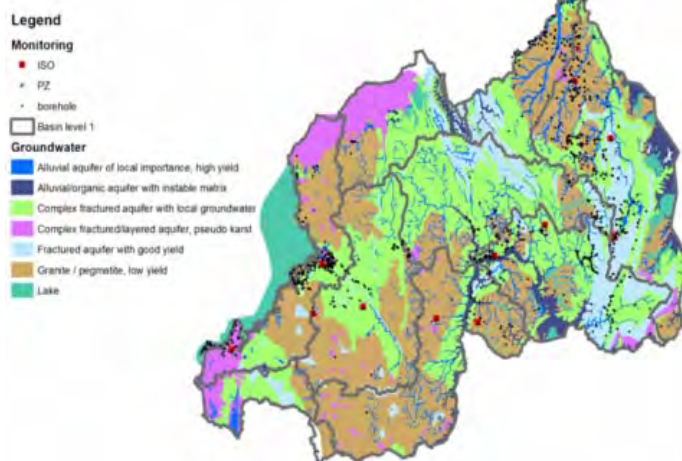 Legend
Monitoring
ISO
PZ
borehole
Basin level 1
Groundwater
Alluvial aquifer of local importance, high yield
Alluvial/organic aquifer with instable matrix
Complex fractured aquifer with local groundwater
Complex fractured/layered aquifer, pseudo karst
Fractured aquifer with good yield
Granite / pegmatite, low yield
Lake